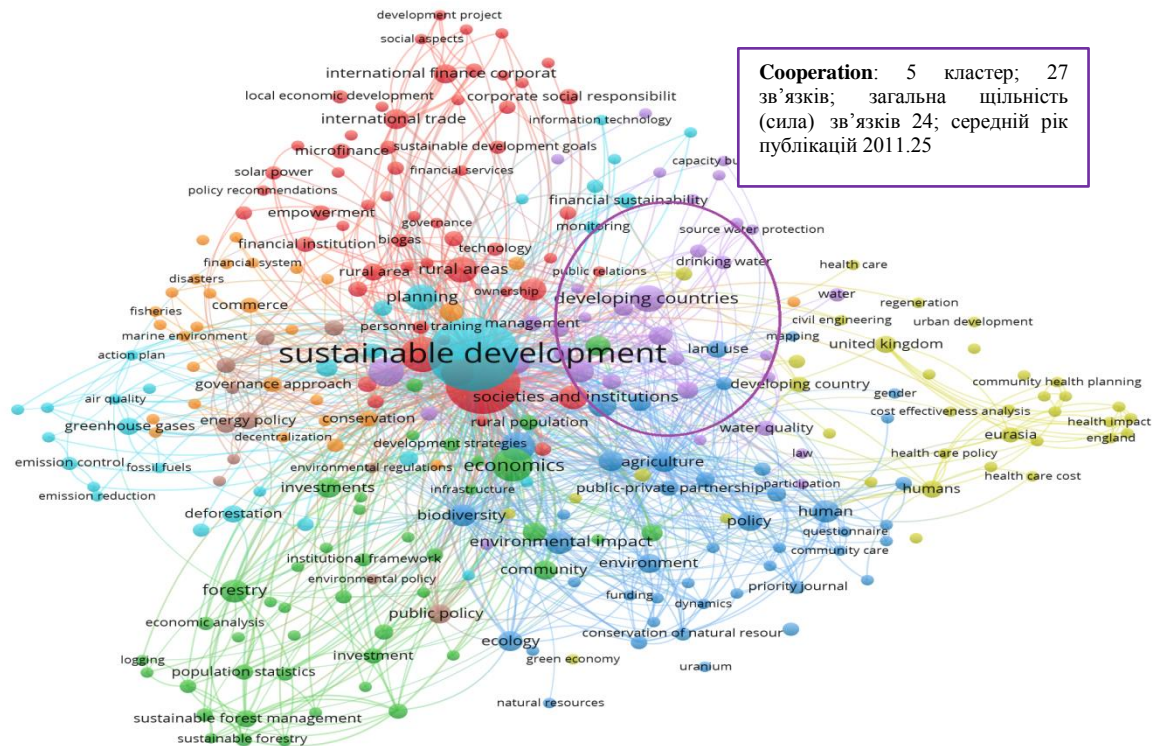 development project
social aspects
international finance corporat
local economic development
corporate social responsibilit
international trade
information technology
Cooperation: 5 кластер; 27
зв’язків; загальна щільність
(сила) зв’язків 24; середній рік
публікацій 2011.25
microfinance
sustainable development goals
solar power
financial services
capacity bu
policy recommendations
empowerment
financial sustainability
governance
monitoring
source water protection
financial institution
biogas
technology
financial system
rural area
rural areas
public relations
drinking water
health care
disasters
planning
ownership
developing countries
water
regeneration
fisheries
commerce
personnel training
management
civil engineering
urban development
marine environment
mapping
united kingdom
action plan
sustainable development
land use
governance approach
societies and institutions
developing country
gender
community health planning
air quality
energy policy
conservation
rural population
cost effectiveness analysis
health impact
greenhouse gases
decentralization
development strategies
water quality
eurasia
england
emission control
fossil fuels
environmental regulations
economics
agriculture
law
health care policy
emission reduction
investments
infrastructure
public-private partnership
participation
humans
health care cost
deforestation
biodiversity
policy
human
questionnaire
institutional framework
environmental impact
community care
environmental policy
community
environment
forestry
priority journal
economic analysis
public policy
funding
dynamics
ecology
conservation of natural resour
logging
investment
green economy
uranium
population statistics
natural resources
sustainable forest management
sustainable forestry